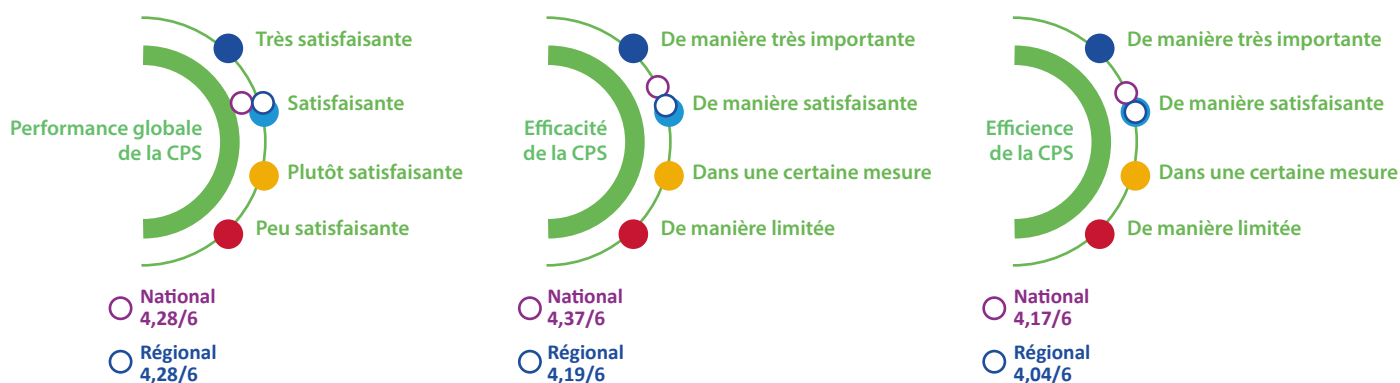 Performance globale
de la CPS
Très satisfaisante
Satisfaisante
Plutôt satisfaisante
Peu satisfaisante
National
4,28/6
Régional
4,28/6
Efficacité
de la CPS
De manière très importante
De manière satisfaisante
Dans une certaine mesure
De manière limitée
National
4,37/6
Régional
4,19/6
Efficience
de la CPS
De manière très importante
De manière satisfaisante
Dans une certaine mesure
De manière limitée
National
4,17/6
Régional
4,04/6